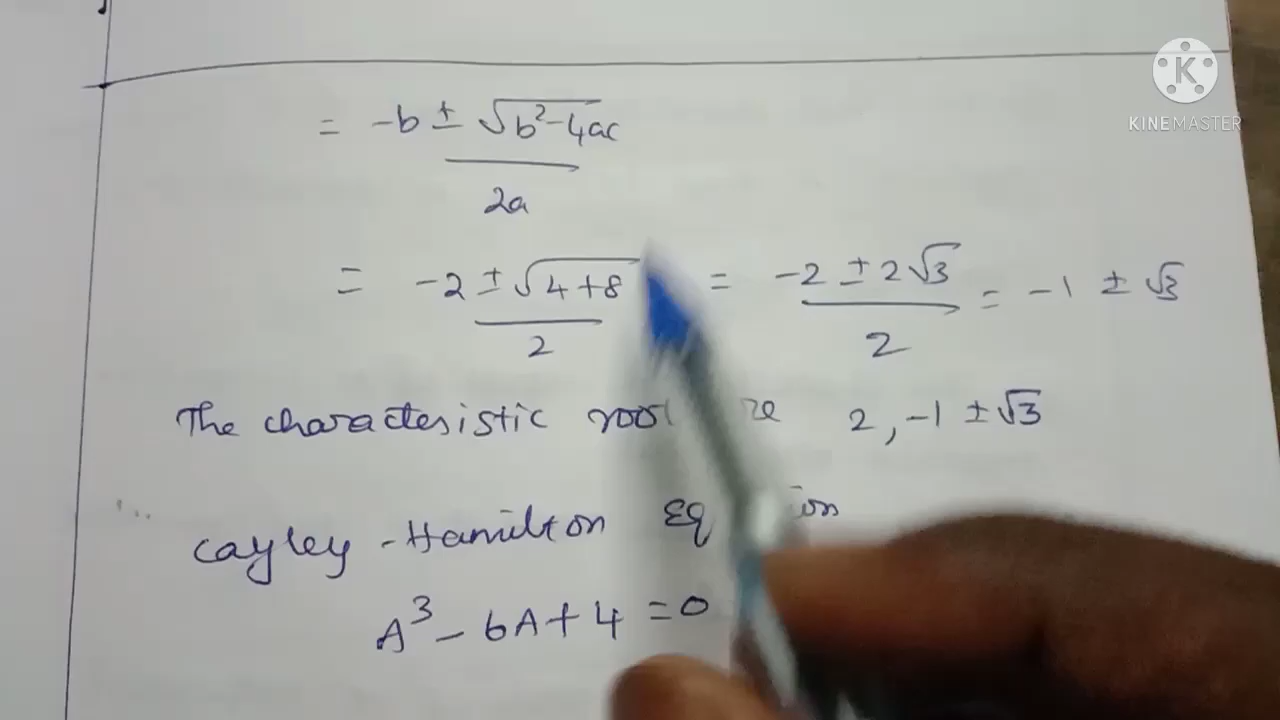 KINEMASTER
= -b ± √b²-4ac
2a
= -2 ± √4+8 = -2 ± 2√3 = -1 ± √3
2 2
The characteristic 2, -1 ± √3
Cayley - Hamilton
A³ - 6A + 4 = 0